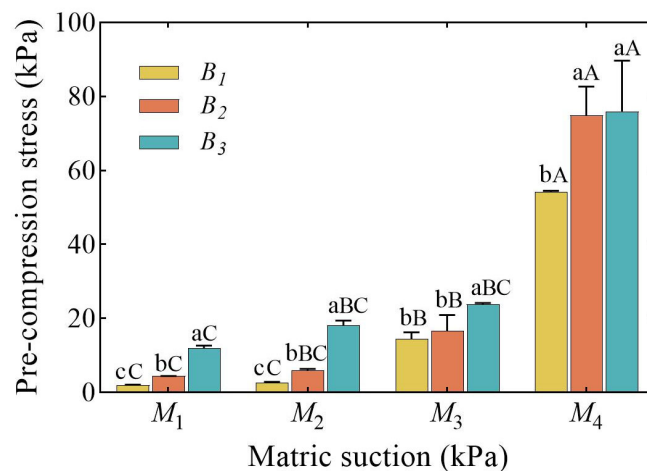 Pre-compression stress (kPa)
100
80
60
40
20
0
B1
B2
B3
cC bC aC
cC bBC aBC
bB bB aBC
bA aA aA
M1 M2 M3 M4
Matric suction (kPa)